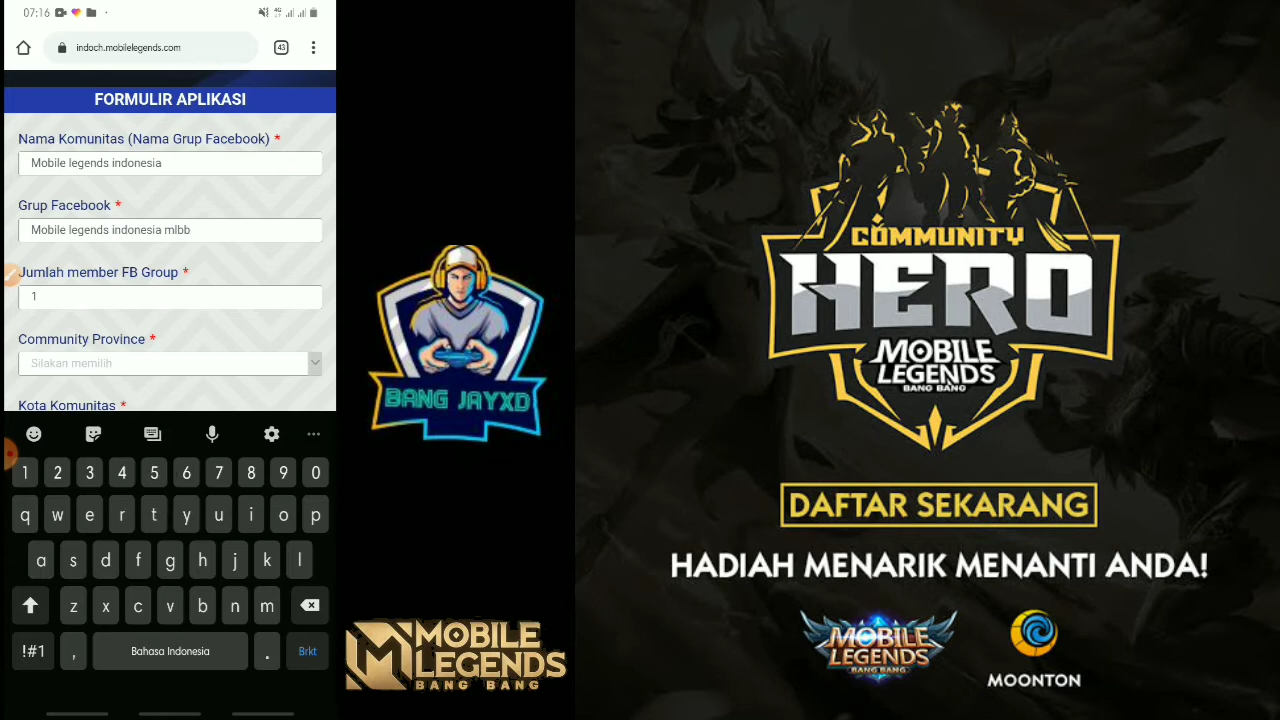 07:16
4G
indoch.mobilelegends.com
43
FORMULIR APLIKASI
Nama Komunitas (Nama Grup Facebook) *
Mobile legends indonesia
Grup Facebook *
Mobile legends indonesia mlbb
Jumlah member FB Group *
1
Community Province *
Silakan memilih
Kota Komunitas *
1 2 3 4 5 6 7 8 9 0
q w e r t y u i o p
a s d f g h j k l
z x c v b n m
!#1 , Bahasa Indonesia . Brkt
BANG JAYXD
MOBILE
LEGENDS
BANG BANG
COMMUNITY
HERO
MOBILE
LEGENDS
BANG BANG
DAFTAR SEKARANG
HADIAH MENARIK MENANTI ANDA!
MOBILE
LEGENDS
BANG BANG
MOONTON